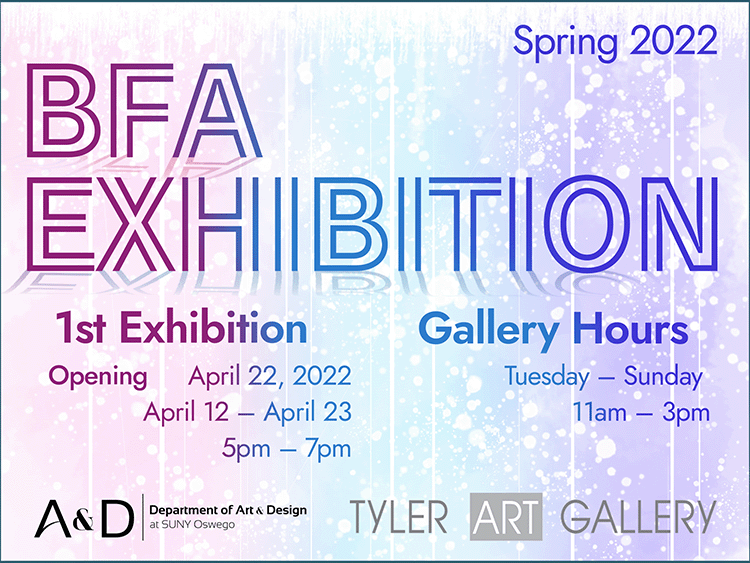 Spring 2022
BFA
EXHIBITION
1st Exhibition
Opening April 22, 2022
April 12 – April 23
5pm – 7pm
Gallery Hours
Tuesday – Sunday
11am – 3pm
A&D
Department of Art & Design
at SUNY Oswego
TYLER ART GALLERY